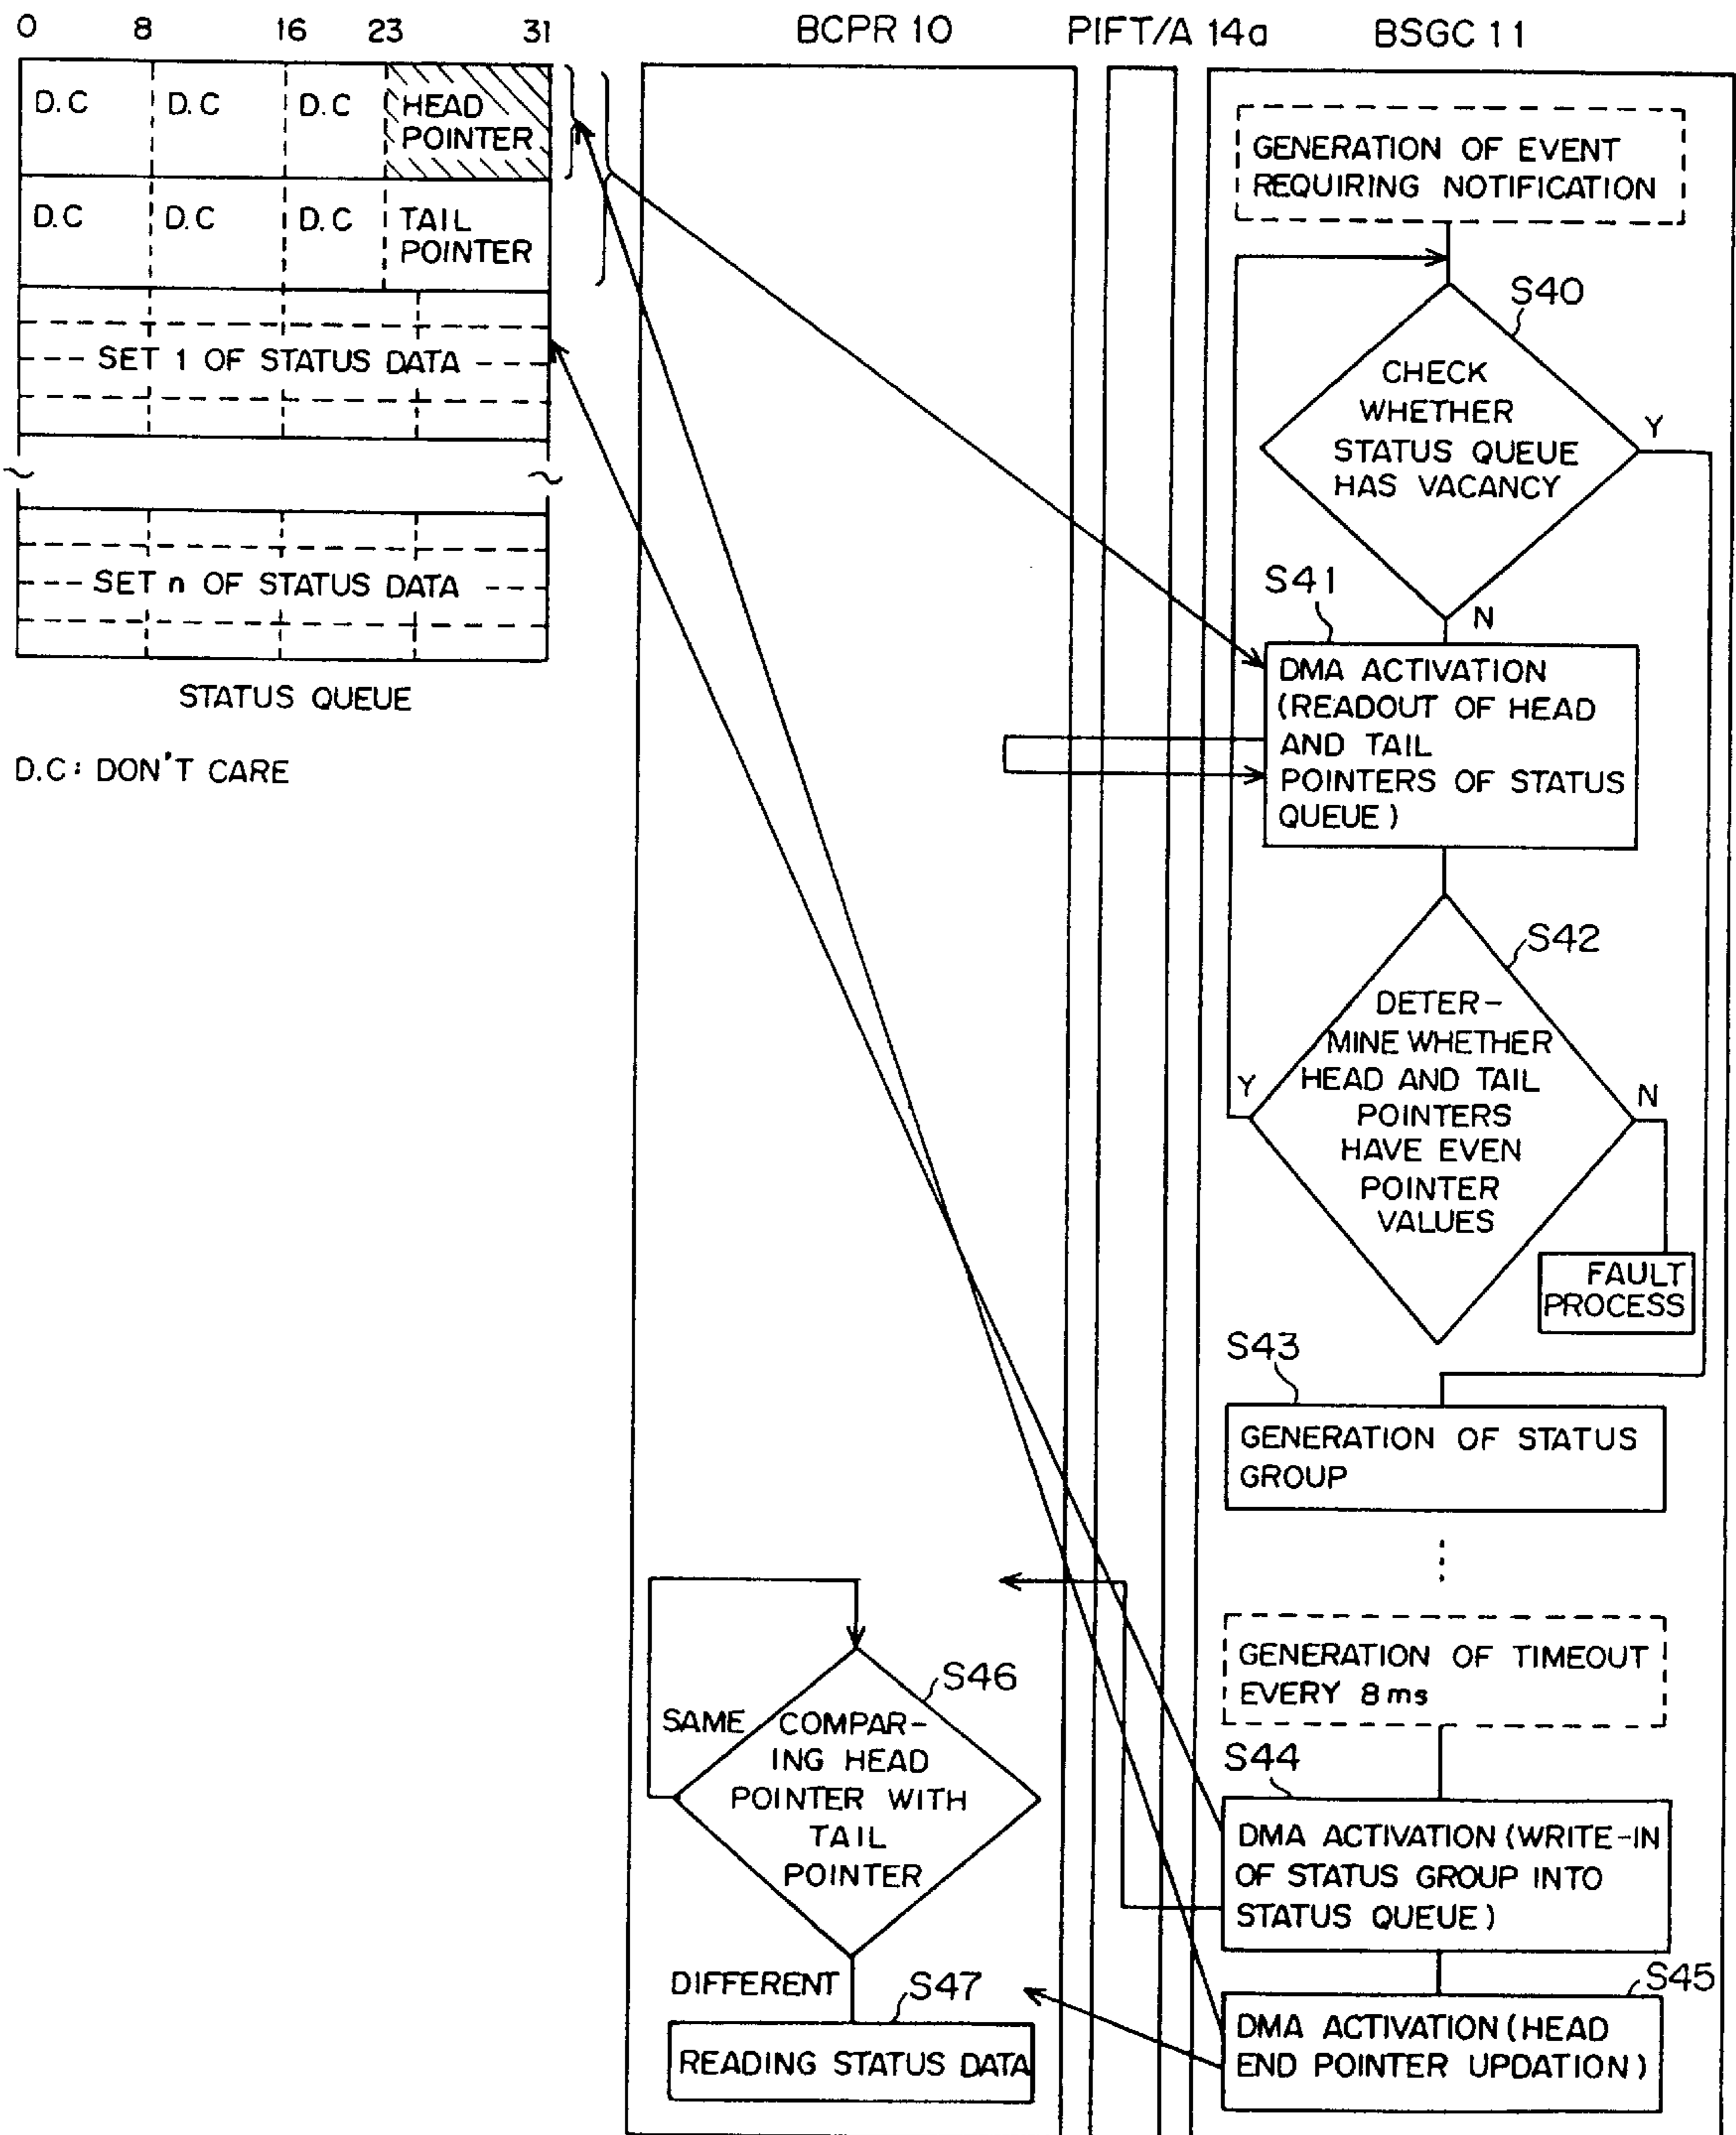 0 8 16 23 31
BCPR 10
PIFT/A 14a
BSGC 11
D.C D.C D.C HEAD
POINTER
D.C D.C D.C TAIL
POINTER
SET 1 OF STATUS DATA
SET n OF STATUS DATA
STATUS QUEUE
D.C : DON'T CARE
GENERATION OF EVENT
REQUIRING NOTIFICATION
S40
CHECK
WHETHER
STATUS QUEUE
HAS VACANCY
Y
N
S41
DMA ACTIVATION
(READOUT OF HEAD
AND TAIL
POINTERS OF STATUS
QUEUE)
S42
DETER-
MINE WHETHER
HEAD AND TAIL
POINTERS
HAVE EVEN
POINTER
VALUES
Y
N
FAULT
PROCESS
S43
GENERATION OF STATUS
GROUP
GENERATION OF TIMEOUT
EVERY 8ms
S44
DMA ACTIVATION (WRITE-IN
OF STATUS GROUP INTO
STATUS QUEUE)
S45
DMA ACTIVATION (HEAD
END POINTER UPDATION)
S46
SAME
COMPAR-
ING HEAD
POINTER WITH
TAIL
POINTER
DIFFERENT
S47
READING STATUS DATA